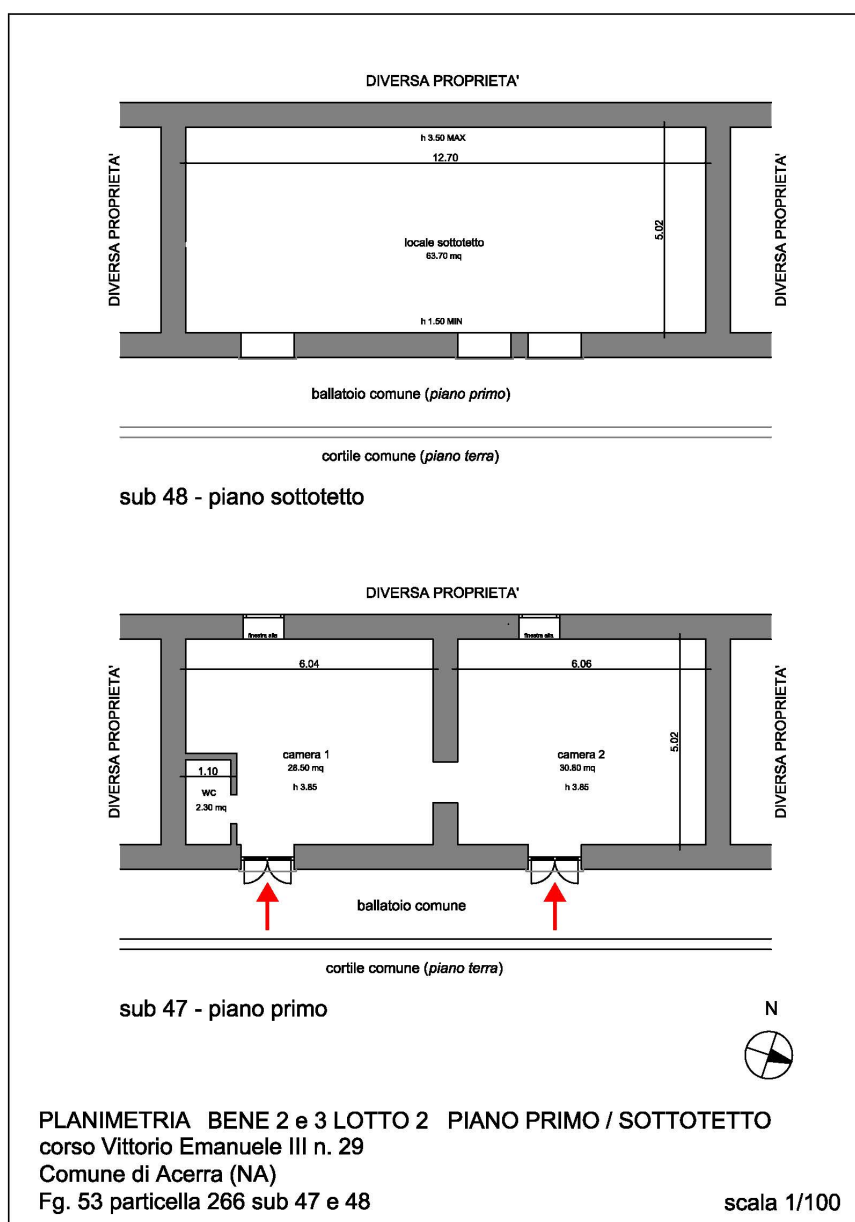 DIVERSA PROPRIETA'
DIVERSA PROPRIETA'
DIVERSA PROPRIETA'
h 3.50 MAX
12.70
5.02
locale sottotetto
63.70 mq
h 1.50 MIN
ballatoio comune (piano primo)
cortile comune (piano terra)
sub 48 - piano sottotetto
DIVERSA PROPRIETA'
DIVERSA PROPRIETA'
DIVERSA PROPRIETA'
finestra alta
finestra alta
6.04
6.06
5.02
camera 1
28.50 mq
h 3.85
camera 2
30.80 mq
h 3.85
1.10
WC
2.30 mq
ballatoio comune
cortile comune (piano terra)
sub 47 - piano primo
N
PLANIMETRIA BENE 2 e 3 LOTTO 2 PIANO PRIMO / SOTTOTETTO
corso Vittorio Emanuele III n. 29
Comune di Acerra (NA)
Fg. 53 particella 266 sub 47 e 48
scala 1/100